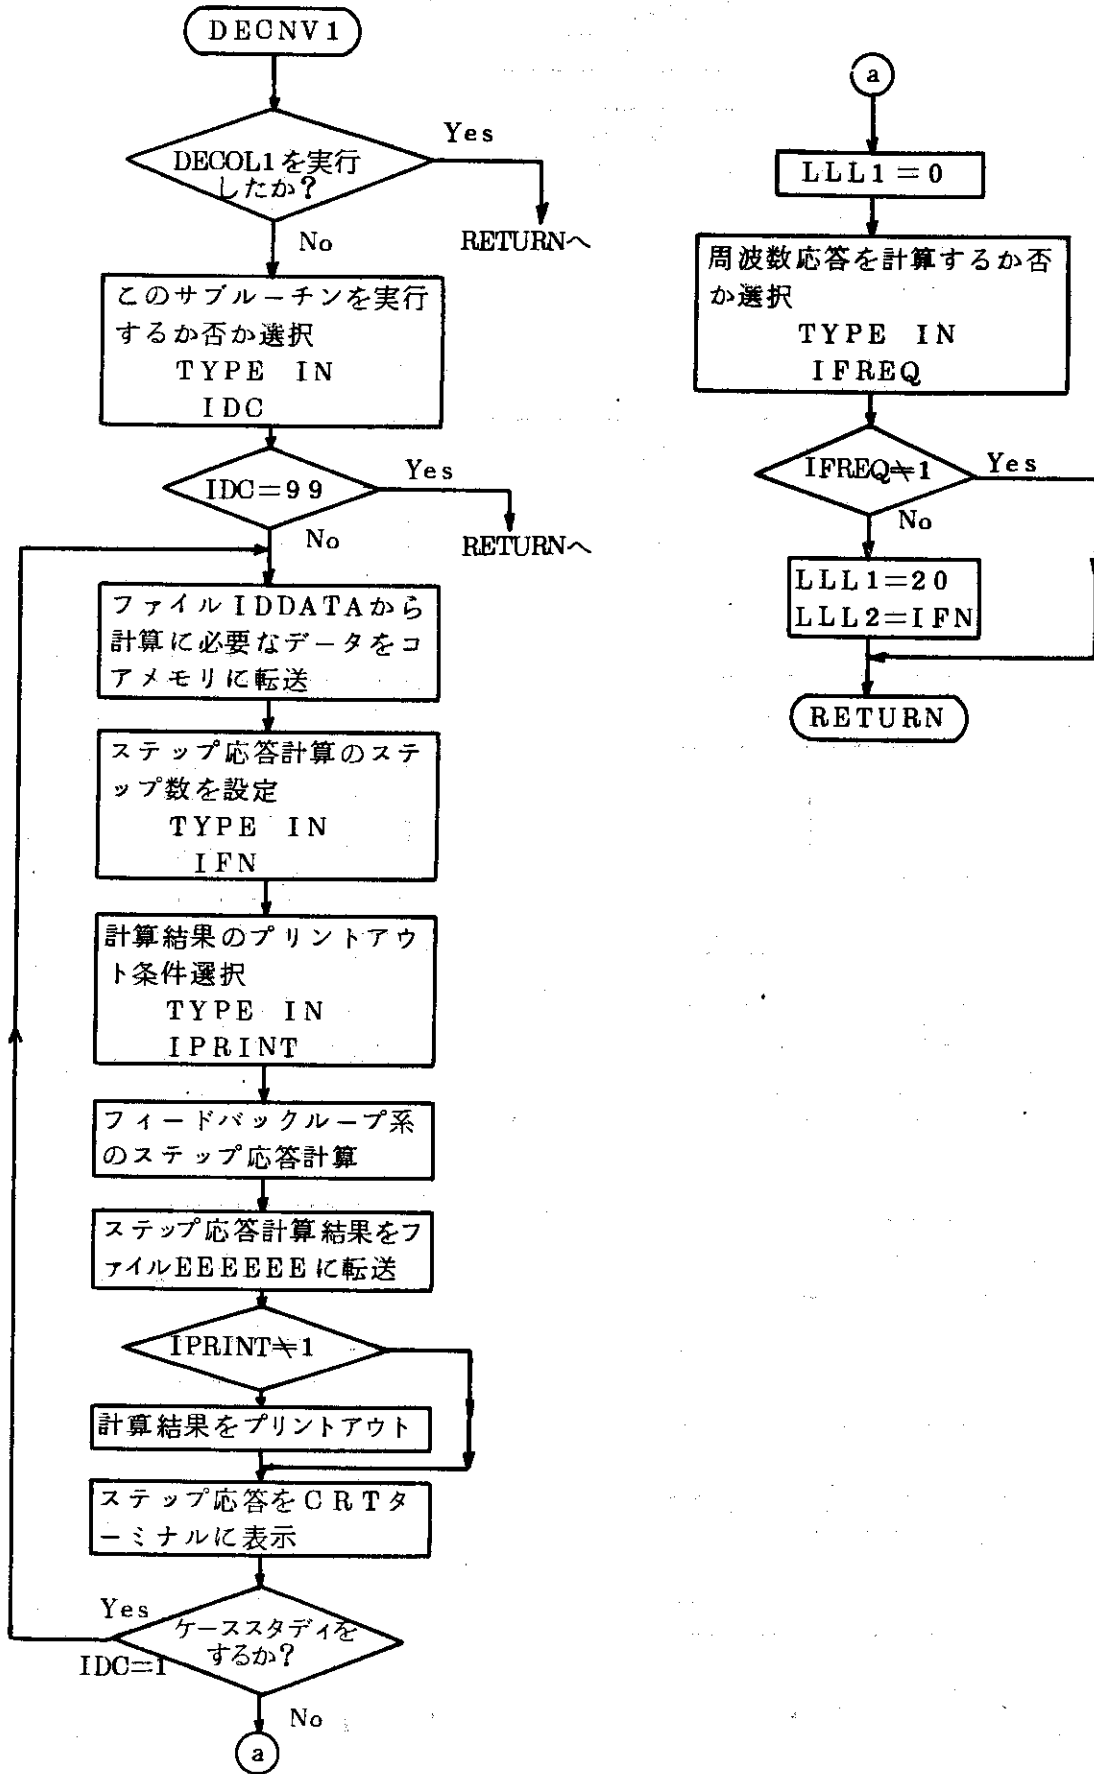 DECNV1
DECOL1を実行
したか?
Yes
RETURNへ
No
このサブルーチンを実行
するか否か選択
TYPE IN
IDC
IDC=99
Yes
RETURNへ
No
ファイルIDDATAから
計算に必要なデータをコ
アメモリに転送
ステップ応答計算のステ
ップ数を設定
TYPE IN
IFN
計算結果のプリントアウ
ト条件選択
TYPE IN
IPRINT
フィードバックループ系
のステップ応答計算
ステップ応答計算結果をフ
ァイルEEEEEEに転送
IPRINT≠1
計算結果をプリントアウト
ステップ応答をCRTタ
ーミナルに表示
Yes
ケーススタディを
するか?
IDC=1
No
a
a
LLL1=0
周波数応答を計算するか否
か選択
TYPE IN
IFREQ
IFREQ≠1
Yes
No
LLL1=20
LLL2=IFN
RETURN